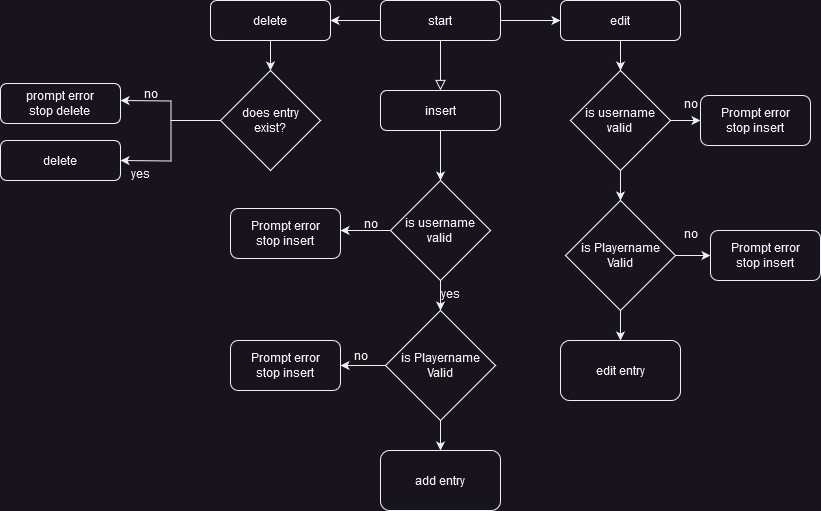 delete
start
edit
prompt error
stop delete
no
does entry
exist?
delete
yes
insert
is username
valid
no
Prompt error
stop insert
Prompt error
stop insert
no
is username
valid
yes
is Playername
Valid
no
Prompt error
stop insert
Prompt error
stop insert
no
is Playername
Valid
edit entry
add entry